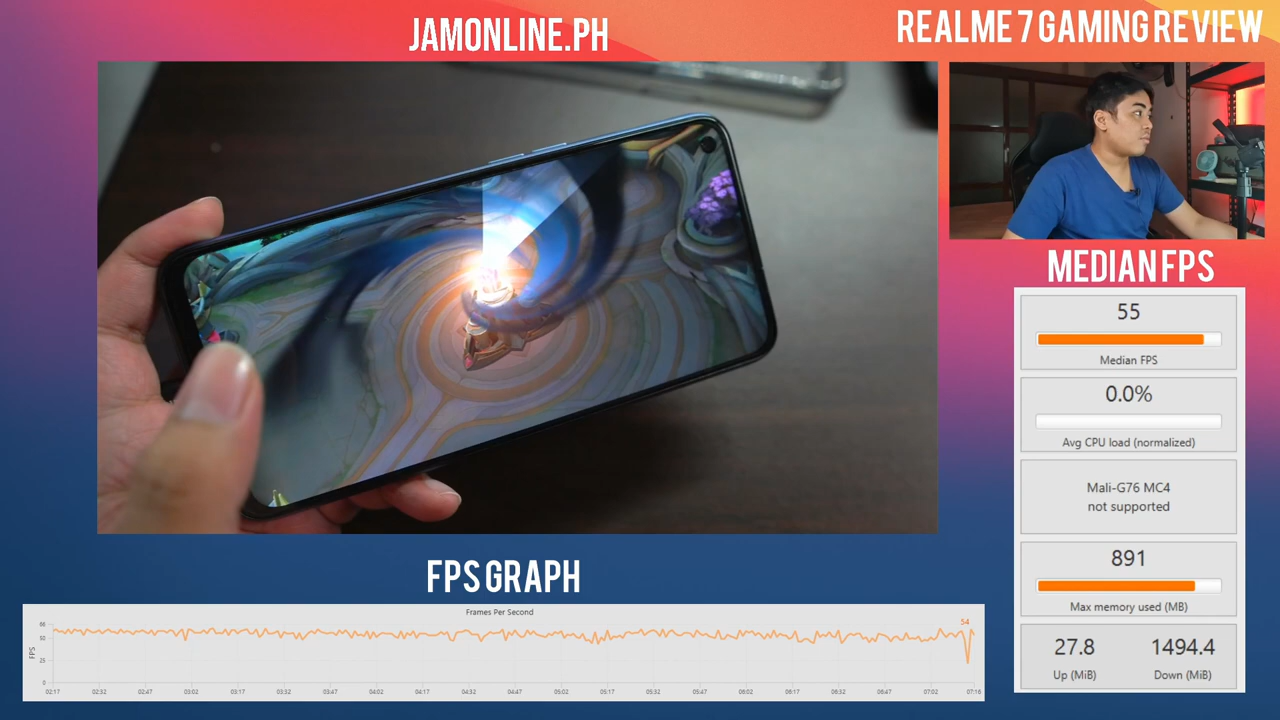 JAMONLINE.PH
REALME 7 GAMING REVIEW
MEDIAN FPS
55
Median FPS
0.0%
Avg CPU load (normalized)
Mali-G76 MC4
not supported
891
Max memory used (MB)
27.8 1494.4
Up (MiB) Down (MiB)
FPS GRAPH
Frames Per Second
54
66
50
FPS
25
0
02:17 02:32 02:47 03:02 03:17 03:32 03:47 04:02 04:17 04:32 04:47 05:02 05:17 05:32 05:47 06:02 06:17 06:32 06:47 07:02 07:16